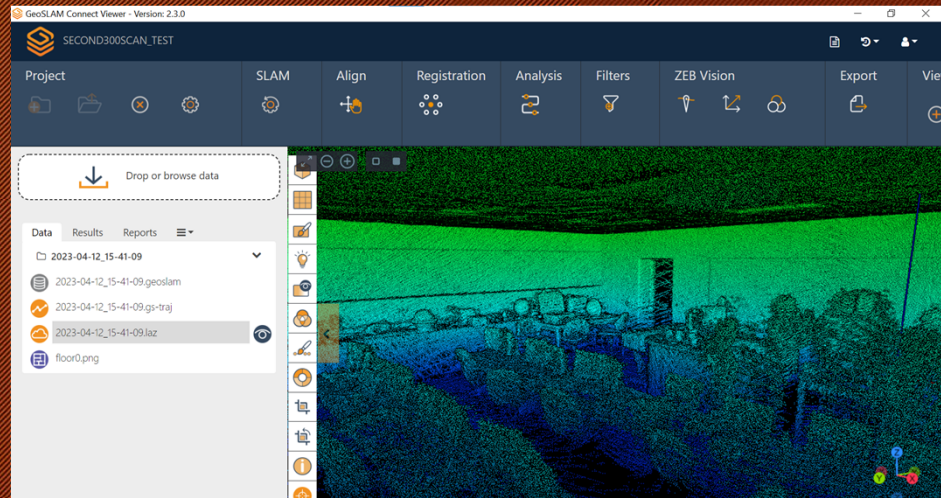 GeoSLAM Connect Viewer - Version: 2.3.0
SECOND300SCAN_TEST
Project SLAM Align Registration Analysis Filters ZEB Vision Export
Drop or browse data
Data Results Reports
2023-04-12_15-41-09
2023-04-12_15-41-09.geoslam
2023-04-12_15-41-09.gs-traj
2023-04-12_15-41-09.laz
floor0.png
Z
Y X